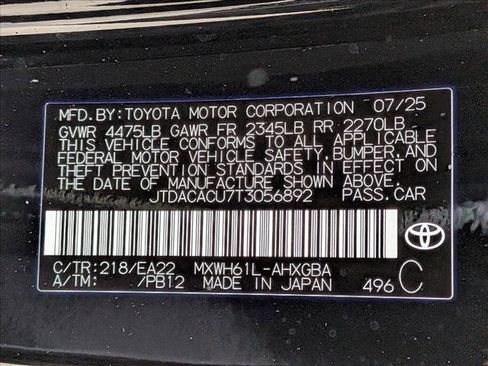 MFD.BY:TOYOTA MOTOR CORPORATION 07/25
GVWR 4475LB GAWR FR 2345LB RR 2270LB
THIS VEHICLE CONFORMS TO ALL APPLICABLE
FEDERAL MOTOR VEHICLE SAFETY,BUMPER,AND
THEFT PREVENTION STANDARDS IN EFFECT ON
THE DATE OF MANUFACTURE SHOWN ABOVE.
JTDACACU7T3056892 PASS.CAR
C/TR:218/EA22 MXWH61L-AHXGBA
A/TM: /PB12 MADE IN JAPAN 496 C